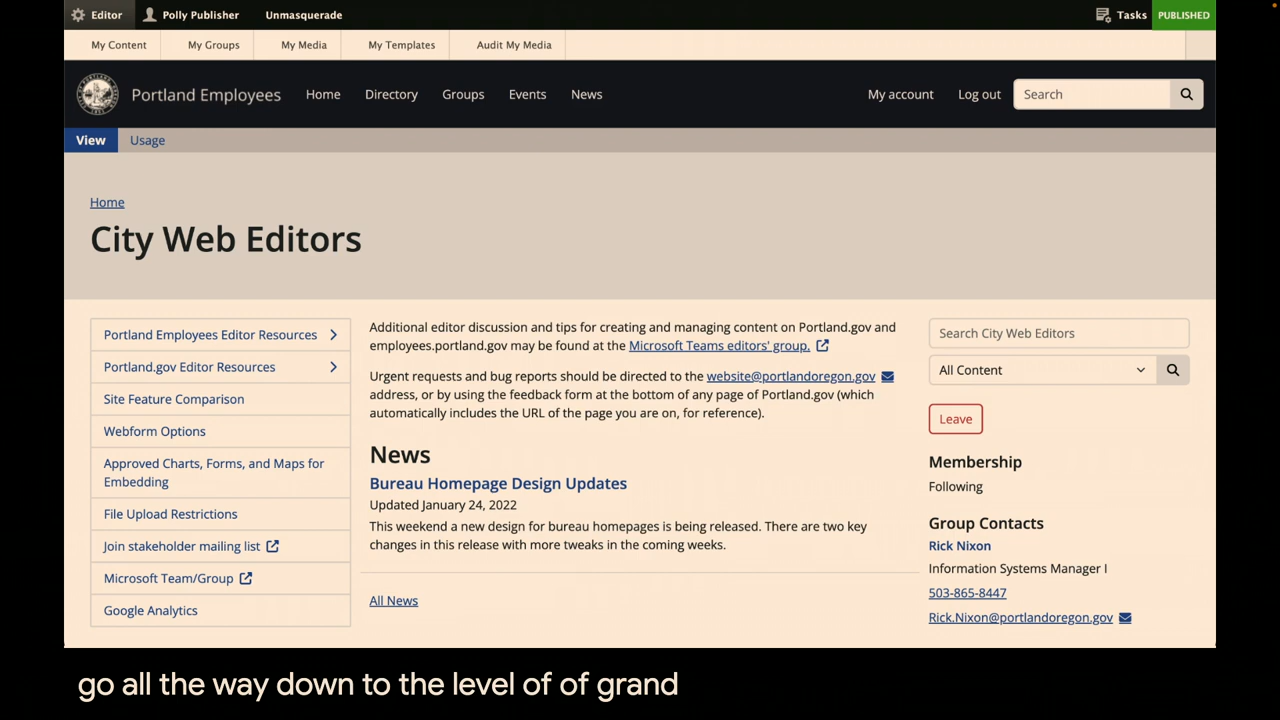 Editor
Polly Publisher
Unmasquerade
Tasks
PUBLISHED
My Content
My Groups
My Media
My Templates
Audit My Media
Portland Employees
Home
Directory
Groups
Events
News
My account
Log out
Search
View
Usage
Home
City Web Editors
Portland Employees Editor Resources
Portland.gov Editor Resources
Site Feature Comparison
Webform Options
Approved Charts, Forms, and Maps for
Embedding
File Upload Restrictions
Join stakeholder mailing list
Microsoft Team/Group
Google Analytics
Additional editor discussion and tips for creating and managing content on Portland.gov and
employees.portland.gov may be found at the Microsoft Teams editors' group.
Urgent requests and bug reports should be directed to the website@portlandoregon.gov
address, or by using the feedback form at the bottom of any page of Portland.gov (which
automatically includes the URL of the page you are on, for reference).
News
Bureau Homepage Design Updates
Updated January 24, 2022
This weekend a new design for bureau homepages is being released. There are two key
changes in this release with more tweaks in the coming weeks.
All News
Search City Web Editors
All Content
Leave
Membership
Following
Group Contacts
Rick Nixon
Information Systems Manager I
503-865-8447
Rick.Nixon@portlandoregon.gov
go all the way down to the level of of grand